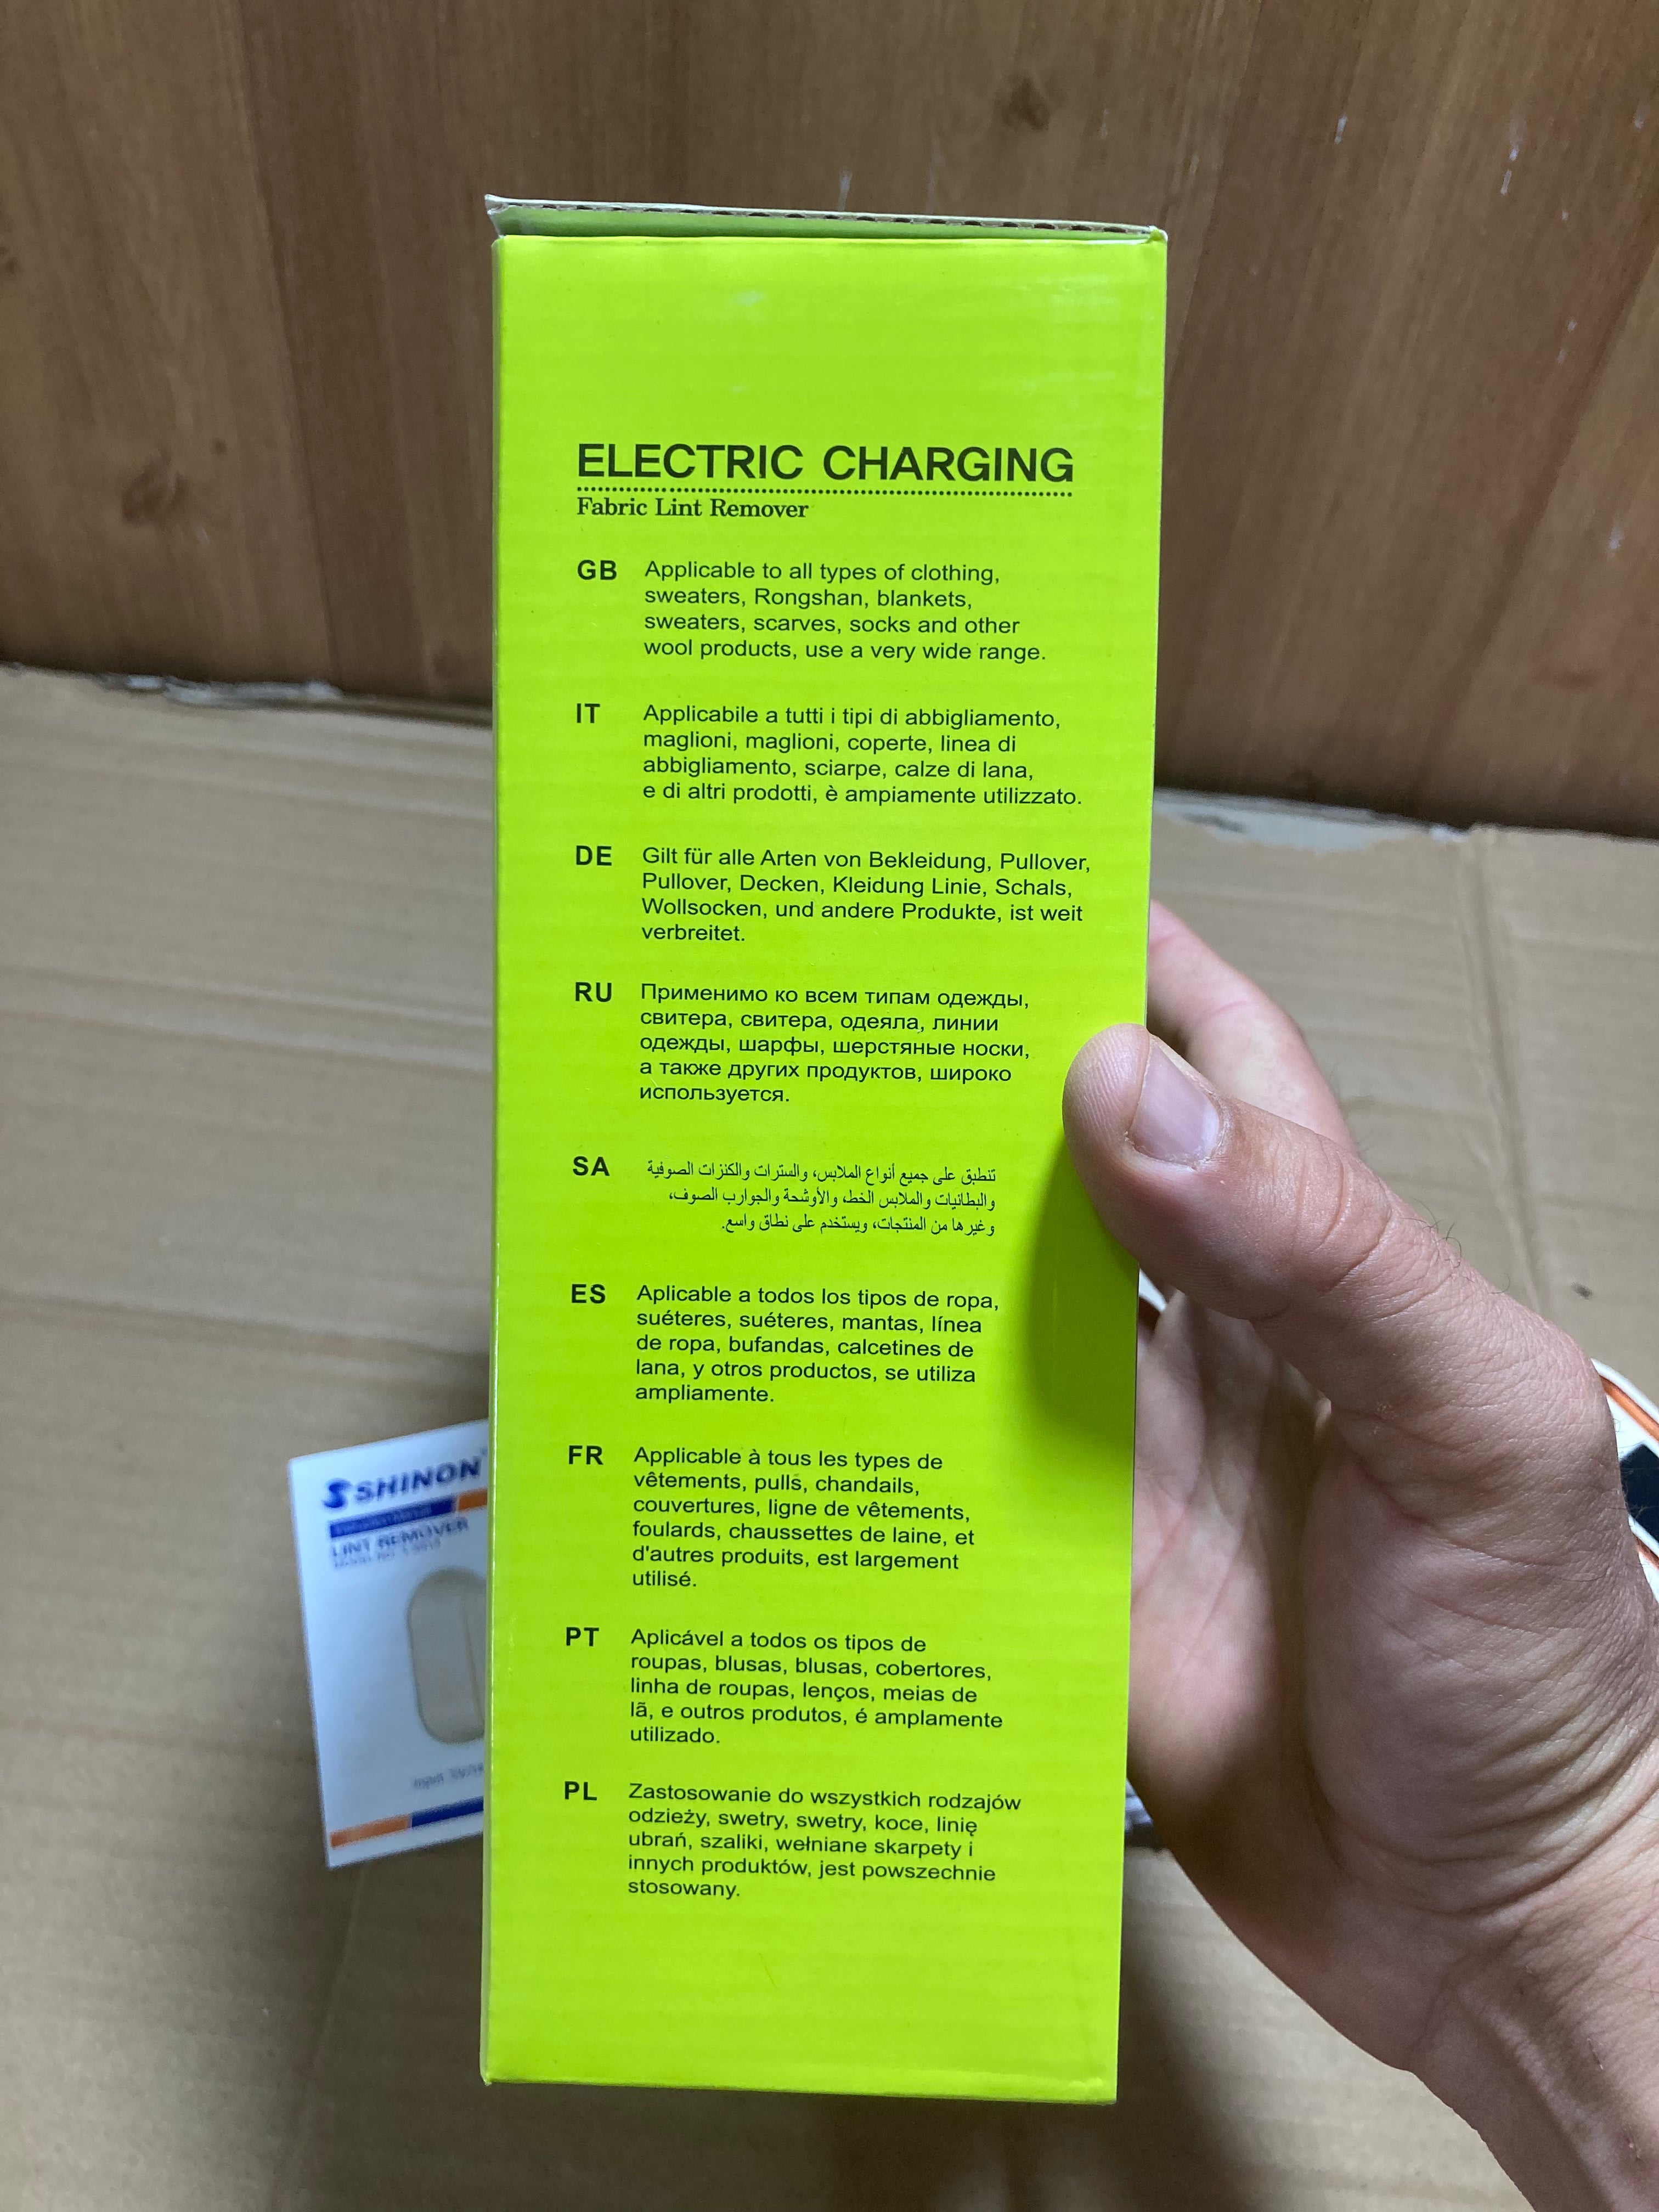 ELECTRIC CHARGING
Fabric Lint Remover
GB Applicable to all types of clothing,
sweaters, Rongshan, blankets,
sweaters, scarves, socks and other
wool products, use a very wide range.
IT Applicabile a tutti i tipi di abbigliamento,
maglioni, maglioni, coperte, linea di
abbigliamento, sciarpe, calze di lana,
e di altri prodotti, è ampiamente utilizzato.
DE Gilt für alle Arten von Bekleidung, Pullover,
Pullover, Decken, Kleidung Linie, Schals,
Wollsocken, und andere Produkte, ist weit
verbreitet.
RU Применимо ко всем типам одежды,
свитера, свитера, одеяла, линии
одежды, шарфы, шерстяные носки,
а также других продуктов, широко
используется.
SA تنطبق على جميع أنواع الملابس، والسترات والكنزات الصوفية
والبطانيات والملابس الخط، والأوشحة والجوارب الصوف،
وغيرها من المنتجات، ويستخدم على نطاق واسع.
ES Aplicable a todos los tipos de ropa,
suéteres, suéteres, mantas, línea
de ropa, bufandas, calcetines de
lana, y otros productos, se utiliza
ampliamente.
FR Applicable à tous les types de
vêtements, pulls, chandails,
couvertures, ligne de vêtements,
foulards, chaussettes de laine, et
d'autres produits, est largement
utilisé.
PT Aplicável a todos os tipos de
roupas, blusas, blusas, cobertores,
linha de roupas, lenços, meias de
lã, e outros produtos, é amplamente
utilizado.
PL Zastosowanie do wszystkich rodzajów
odzieży, swetry, swetry, koce, linię
ubrań, szaliki, wełniane skarpety i
innych produktów, jest powszechnie
stosowany.
SHINON
LINT REMOVER